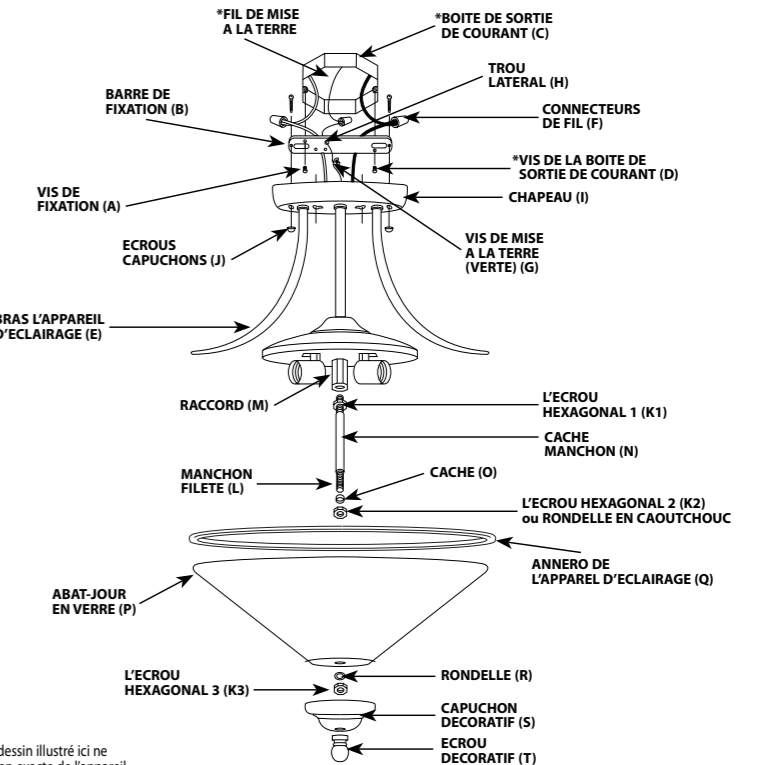 *FIL DE MISE
A LA TERRE
*BOITE DE SORTIE
DE COURANT (C)
TROU
LATERAL (H)
BARRE DE
FIXATION (B)
CONNECTEURS
DE FIL (F)
*VIS DE LA BOITE DE
SORTIE DE COURANT (D)
VIS DE
FIXATION (A)
CHAPEAU (I)
ECROUS
CAPUCHONS (J)
VIS DE MISE
A LA TERRE
(VERTE) (G)
BRAS L'APPAREIL
D'ECLAIRAGE (E)
RACCORD (M)
L'ECROU
HEXAGONAL 1 (K1)
CACHE
MANCHON (N)
MANCHON
FILETE (L)
CACHE (O)
L'ECROU HEXAGONAL 2 (K2)
ou RONDELLE EN CAOUTCHOUC
ANNERO DE
L'APPAREL D'ECLAIRAGE (Q)
ABAT-JOUR
EN VERRE (P)
L'ECROU
HEXAGONAL 3 (K3)
RONDELLE (R)
CAPUCHON
DECORATIF (S)
ECROU
DECORATIF (T)
dessin illustré ici ne